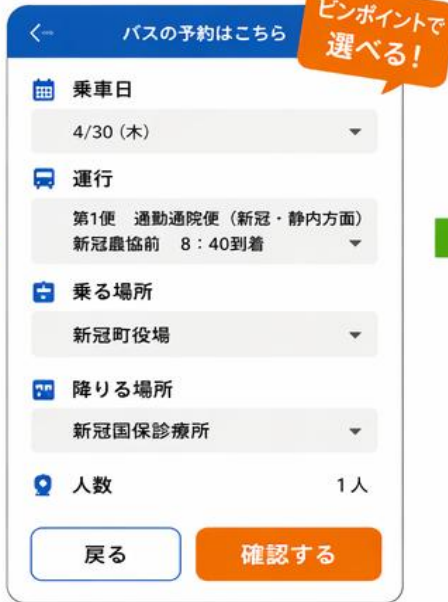 バスの予約はこちら
ピンポイントで
選べる!
乗車日
4/30(木)
運行
第1便 通勤通院便(新冠・静内方面)
新冠農協前 8:40到着
乗る場所
新冠町役場
降りる場所
新冠国保診療所
人数
1人
戻る
確認する